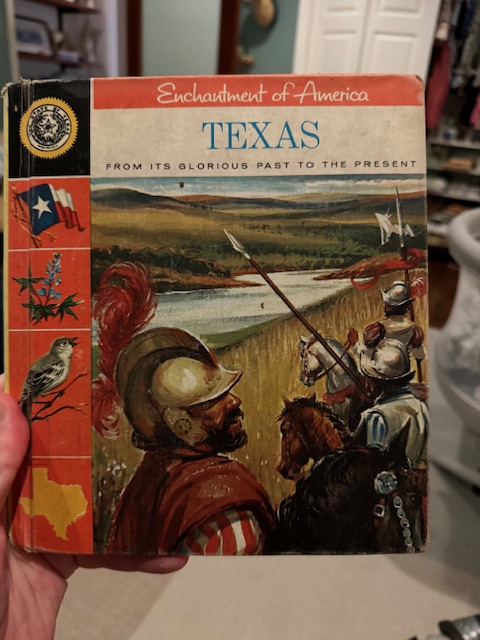 Enchantment of America
TEXAS
FROM ITS GLORIOUS PAST TO THE PRESENT